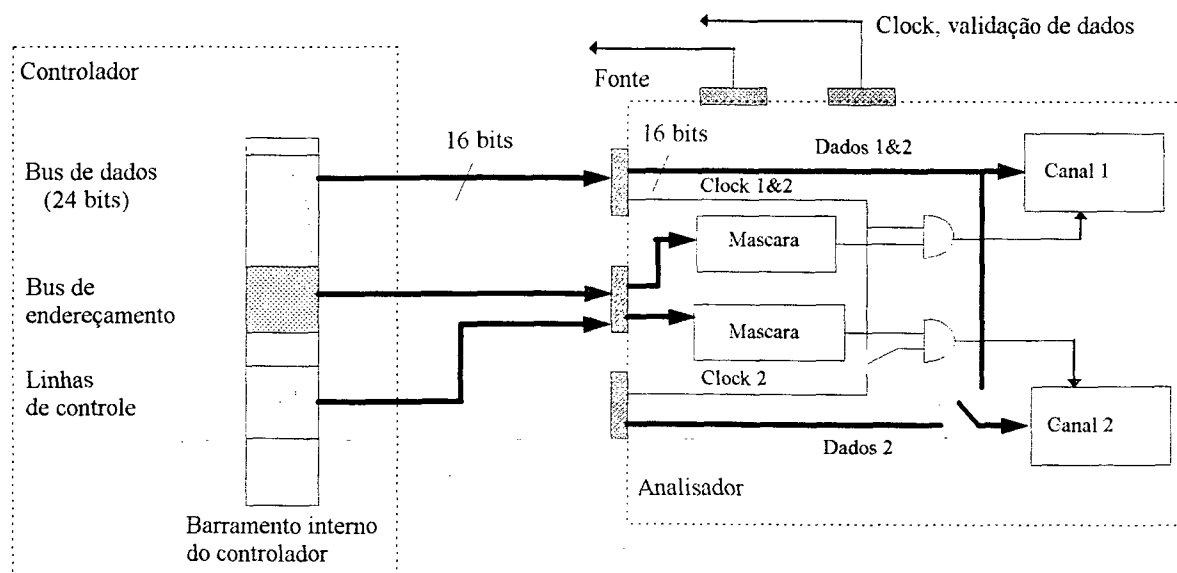 Clock, validação de dados
Controlador
Fonte
16 bits
16 bits
Dados 1&2
Bus de dados
(24 bits)
Canal 1
Clock 1&2
Mascara
Bus de
endereçamento
Mascara
Linhas
de controle
Clock 2
Canal 2
Dados 2
Analisador
Barramento interno
do controlador